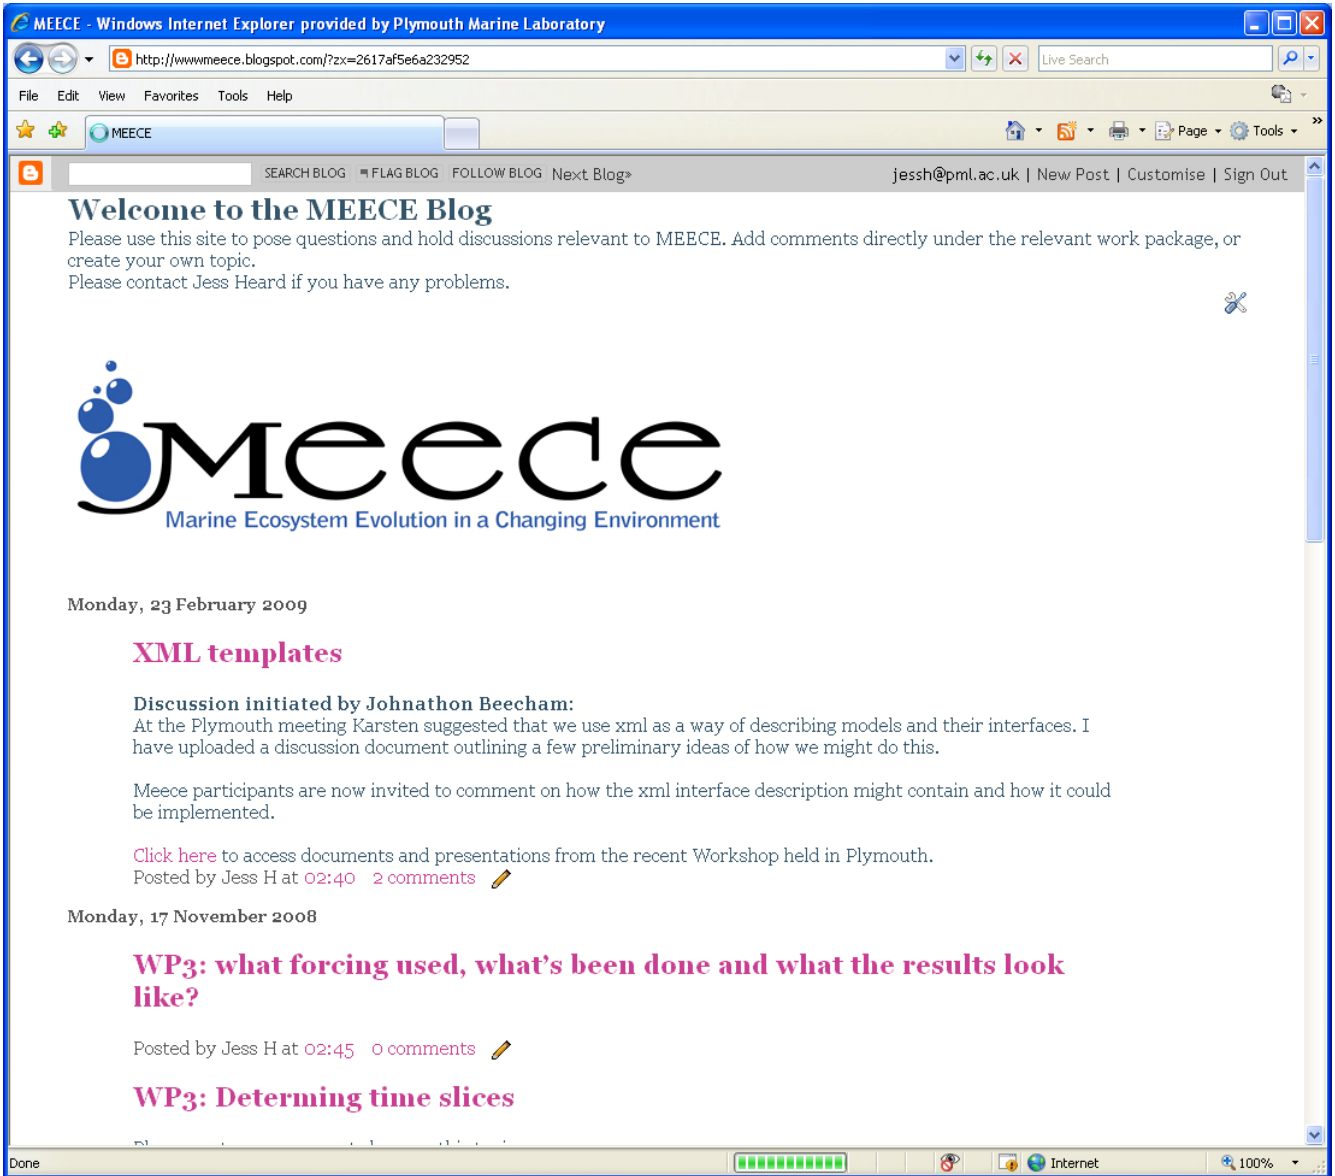 MEECE - Windows Internet Explorer provided by Plymouth Marine Laboratory
http://wwwmeece.blogspot.com/?zx=2617af5e6a232952
Live Search
File Edit View Favorites Tools Help
MEECE
Page Tools »
SEARCH BLOG FLAG BLOG FOLLOW BLOG Next Blog»
jessh@pml.ac.uk | New Post | Customise | Sign Out
Welcome to the MEECE Blog
Please use this site to pose questions and hold discussions relevant to MEECE. Add comments directly under the relevant work package, or
create your own topic.
Please contact Jess Heard if you have any problems.
Meece
Marine Ecosystem Evolution in a Changing Environment
Monday, 23 February 2009
XML templates
Discussion initiated by Johnathon Beecham:
At the Plymouth meeting Karsten suggested that we use xml as a way of describing models and their interfaces. I
have uploaded a discussion document outlining a few preliminary ideas of how we might do this.
Meece participants are now invited to comment on how the xml interface description might contain and how it could
be implemented.
Click here to access documents and presentations from the recent Workshop held in Plymouth.
Posted by Jess H at 02:40 2 comments
Monday, 17 November 2008
WP3: what forcing used, what's been done and what the results look
like?
Posted by Jess H at 02:45 0 comments
WP3: Determing time slices
Done
Internet
100%